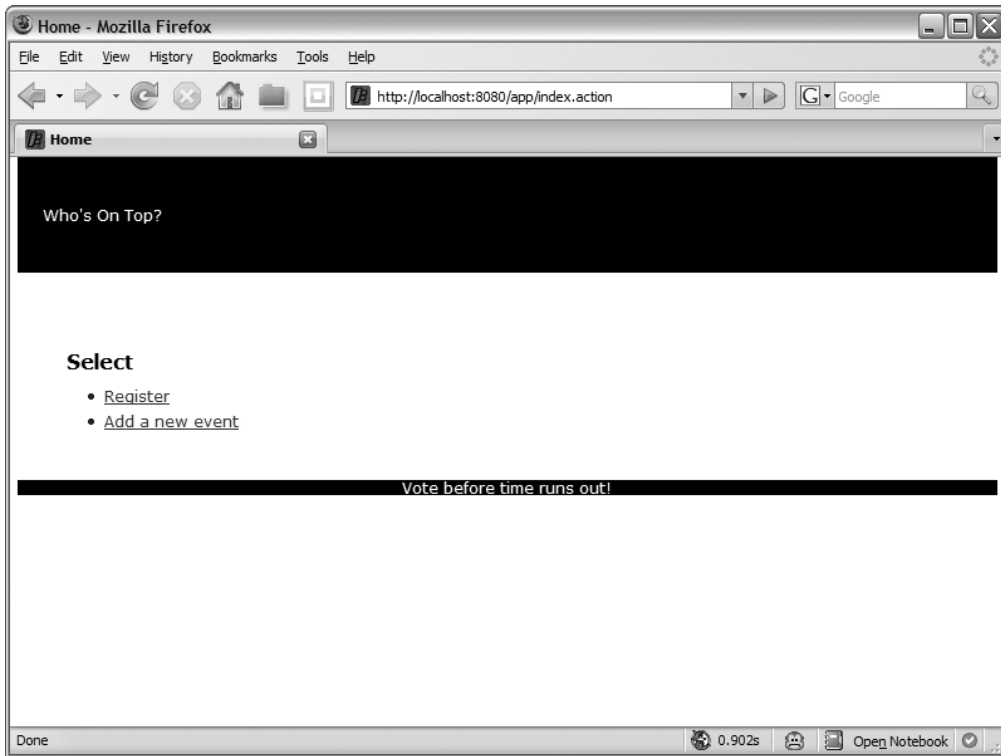 Home - Mozilla Firefox
File Edit View History Bookmarks Tools Help
http://localhost:8080/app/index.action G Google
Home
Who's On Top?
Select
Register
Add a new event
Vote before time runs out!
Done 0.902s Open Notebook